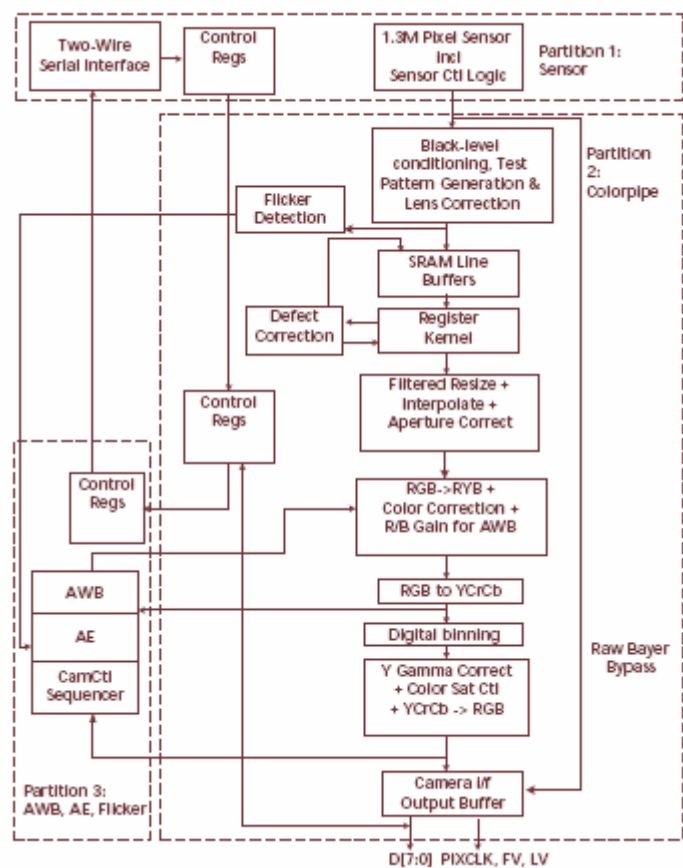 Two-Wire
Serial Interface
Control
Regs
1.3M Pixel Sensor
incl
Sensor Ctl Logic
Partition 1:
Sensor
Black-level
conditioning, Test
Pattern Generation &
Lens Correction
Partition
2:
Colorpipe
Flicker
Detection
SRAM Line
Buffers
Defect
Correction
Register
Kernel
Filtered Resize +
Interpolate +
Aperture Correct
Control
Regs
Control
Regs
RGB->RYB +
Color Correction +
R/B Gain for AWB
AWB
RGB to YCrCb
AE
Digital binning
CamCtl
Sequencer
Y Gamma Correct
+ Color Sat Ctl
+ YCrCb -> RGB
Raw Bayer
Bypass
Partition 3:
AWB, AE, Flicker
Camera i/f
Output Buffer
D[7:0] PIXCLK, FV, LV